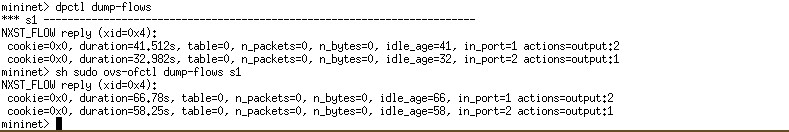 mininet> dpctl dump-flows
*** s1 ------------------------------------------------------------------------
NXST_FLOW reply (xid=0x4):
 cookie=0x0, duration=41.512s, table=0, n_packets=0, n_bytes=0, idle_age=41, in_port=1 actions=output:2
 cookie=0x0, duration=32.982s, table=0, n_packets=0, n_bytes=0, idle_age=32, in_port=2 actions=output:1
mininet> sh sudo ovs-ofctl dump-flows s1
NXST_FLOW reply (xid=0x4):
 cookie=0x0, duration=66.78s, table=0, n_packets=0, n_bytes=0, idle_age=66, in_port=1 actions=output:2
 cookie=0x0, duration=58.25s, table=0, n_packets=0, n_bytes=0, idle_age=58, in_port=2 actions=output:1
mininet>